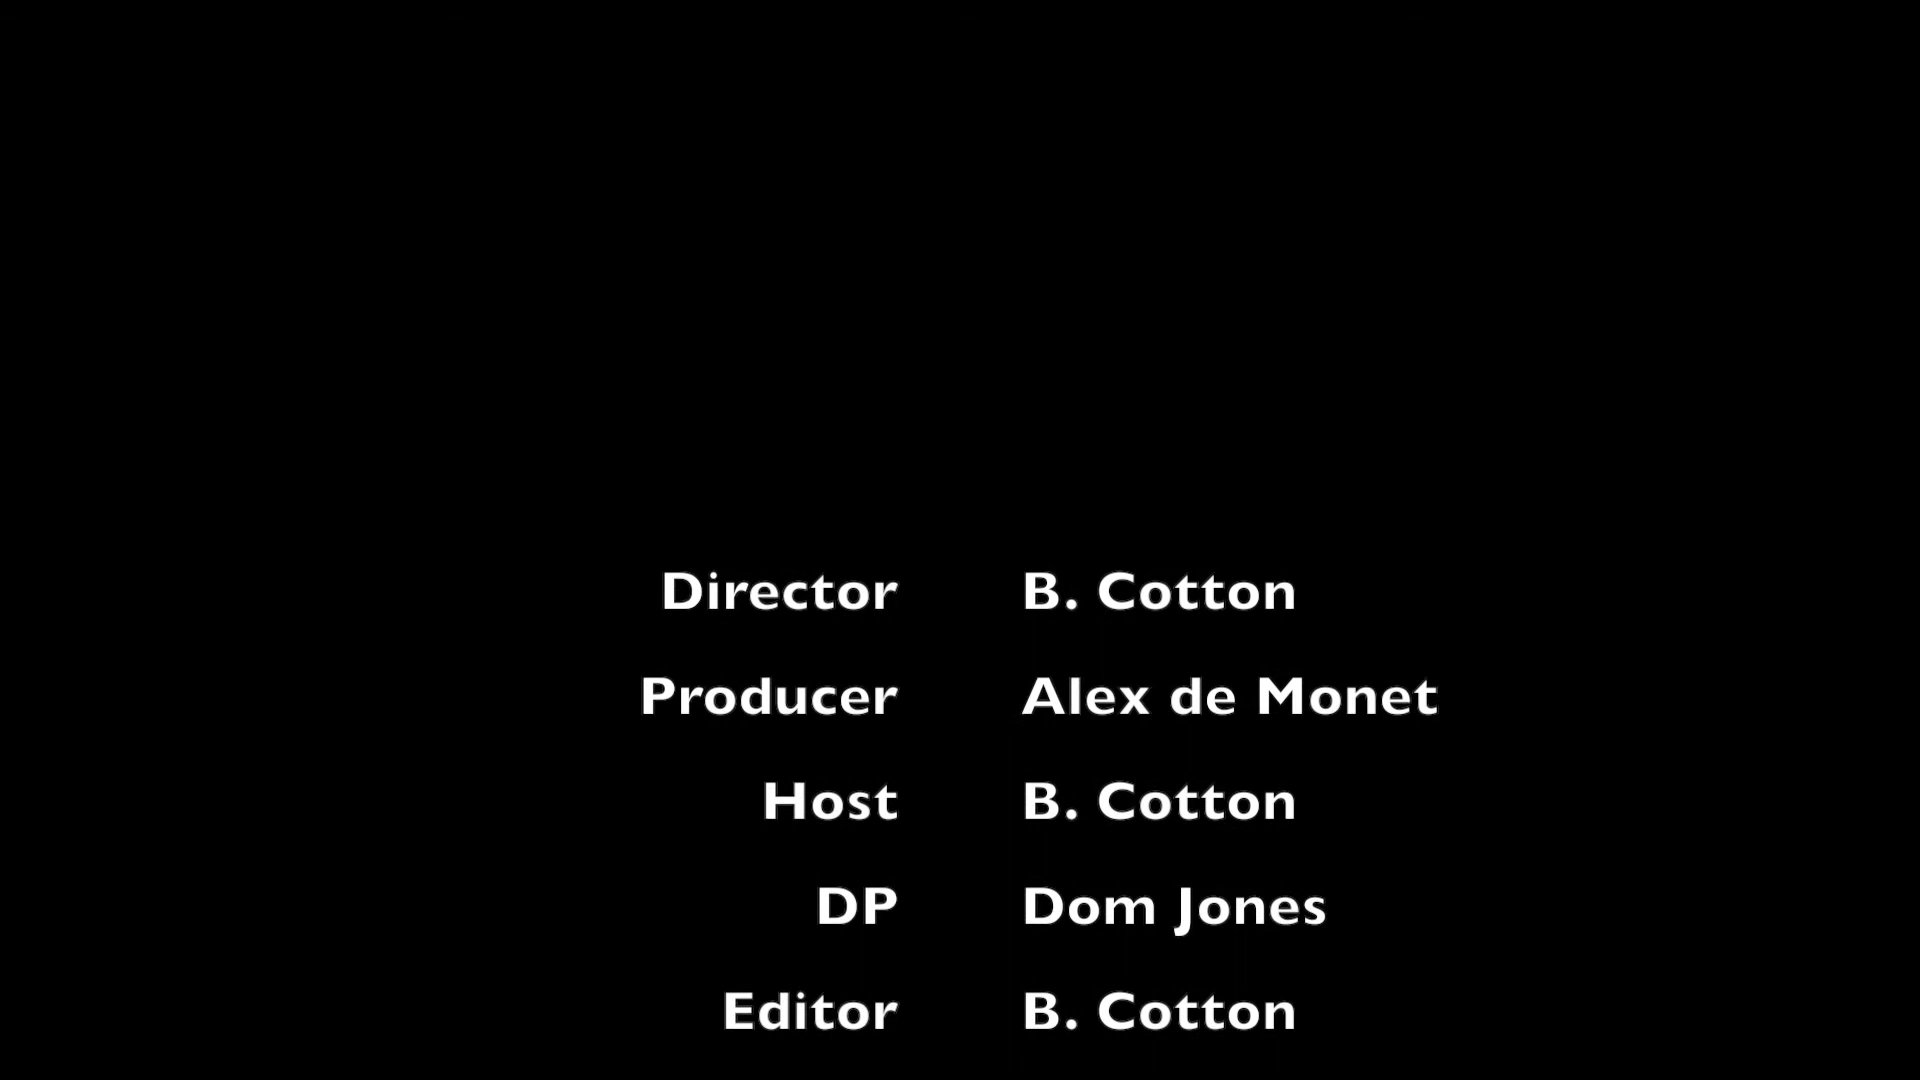 Director B. Cotton
Producer Alex de Monet
Host B. Cotton
DP Dom Jones
Editor B. Cotton